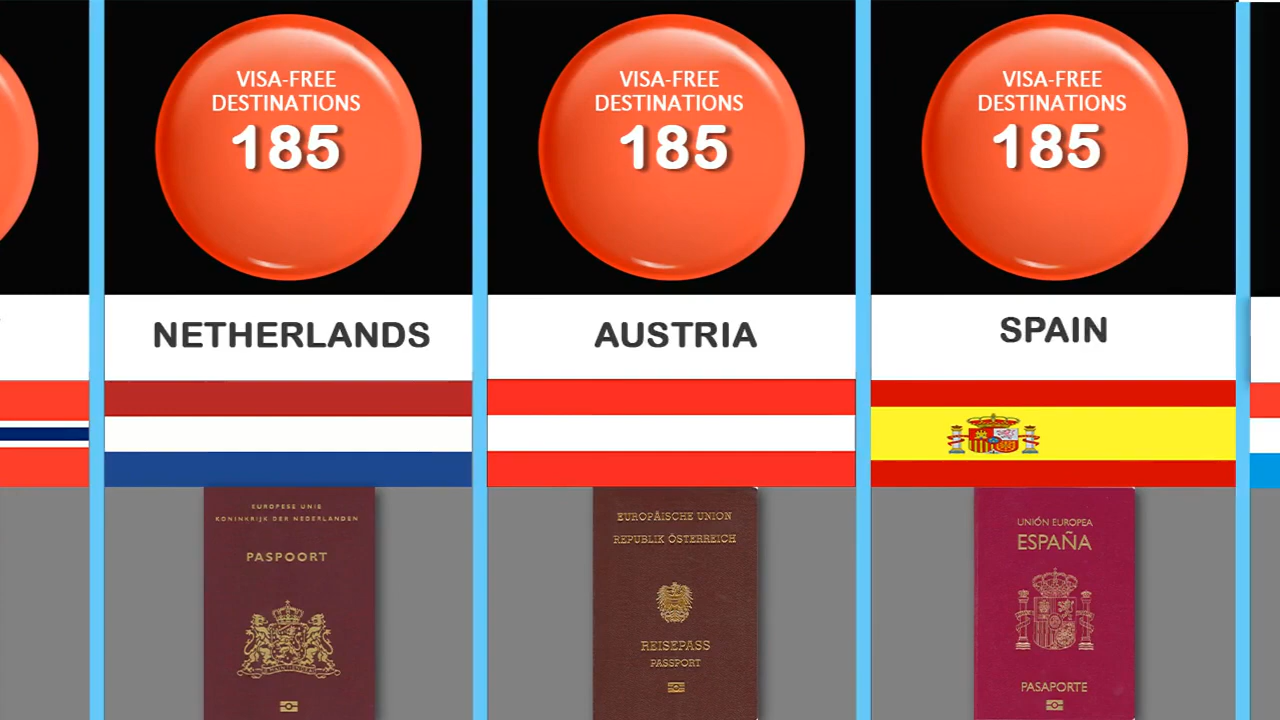 VISA-FREE
DESTINATIONS
185
NETHERLANDS
EUROPESE UNIE
KONINKRIJK DER NEDERLANDEN
PASPOORT
VISA-FREE
DESTINATIONS
185
AUSTRIA
EUROPÄISCHE UNION
REPUBLIK ÖSTERREICH
REISEPASS
PASSPORT
VISA-FREE
DESTINATIONS
185
SPAIN
UNIÓN EUROPEA
ESPAÑA
PASAPORTE